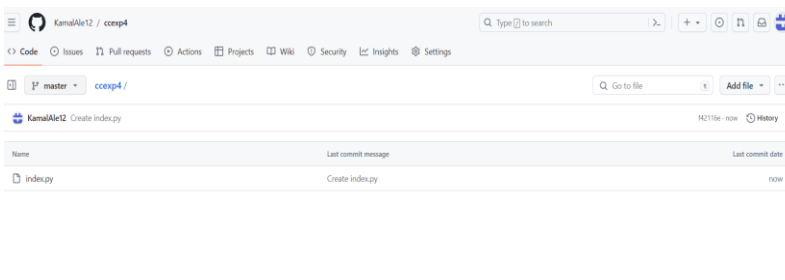 KamalAle12 / ccexp4 Type / to search
<> Code Issues Pull requests Actions Projects Wiki Security Insights Settings
master ccexp4 / Go to file t Add file
KamalAle12 Create index.py f42116e · now History
Name Last commit message Last commit date
index.py Create index.py now